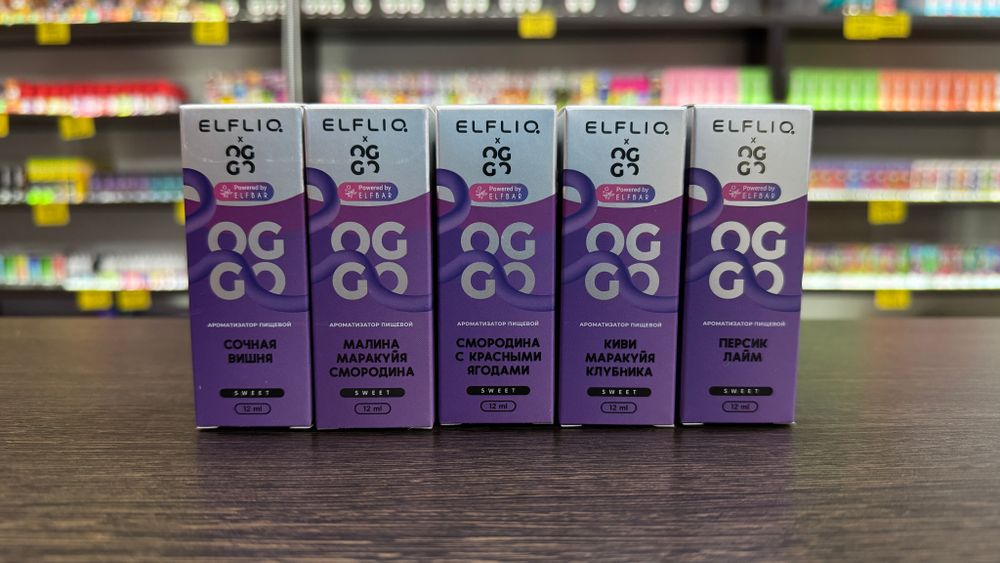 ELFLIQ
x
OG
GO
Powered by
ELFBAR
OG
GO
АРОМАТИЗАТОР ПИЩЕВОЙ
СОЧНАЯ
ВИШНЯ
SWEET
12 ml
ELFLIQ
x
OG
GO
Powered by
ELFBAR
OG
GO
АРОМАТИЗАТОР ПИЩЕВОЙ
МАЛИНА
МАРАКУЙЯ
СМОРОДИНА
SWEET
12 ml
ELFLIQ
x
OG
GO
Powered by
ELFBAR
OG
GO
АРОМАТИЗАТОР ПИЩЕВОЙ
СМОРОДИНА
С КРАСНЫМИ
ЯГОДАМИ
SWEET
12 ml
ELFLIQ
x
OG
GO
Powered by
ELFBAR
OG
GO
АРОМАТИЗАТОР ПИЩЕВОЙ
КИВИ
МАРАКУЙЯ
КЛУБНИКА
SWEET
12 ml
ELFLIQ
x
OG
GO
Powered by
ELFBAR
OG
GO
АРОМАТИЗАТОР ПИЩЕВОЙ
ПЕРСИК
ЛАЙМ
SWEET
12 ml